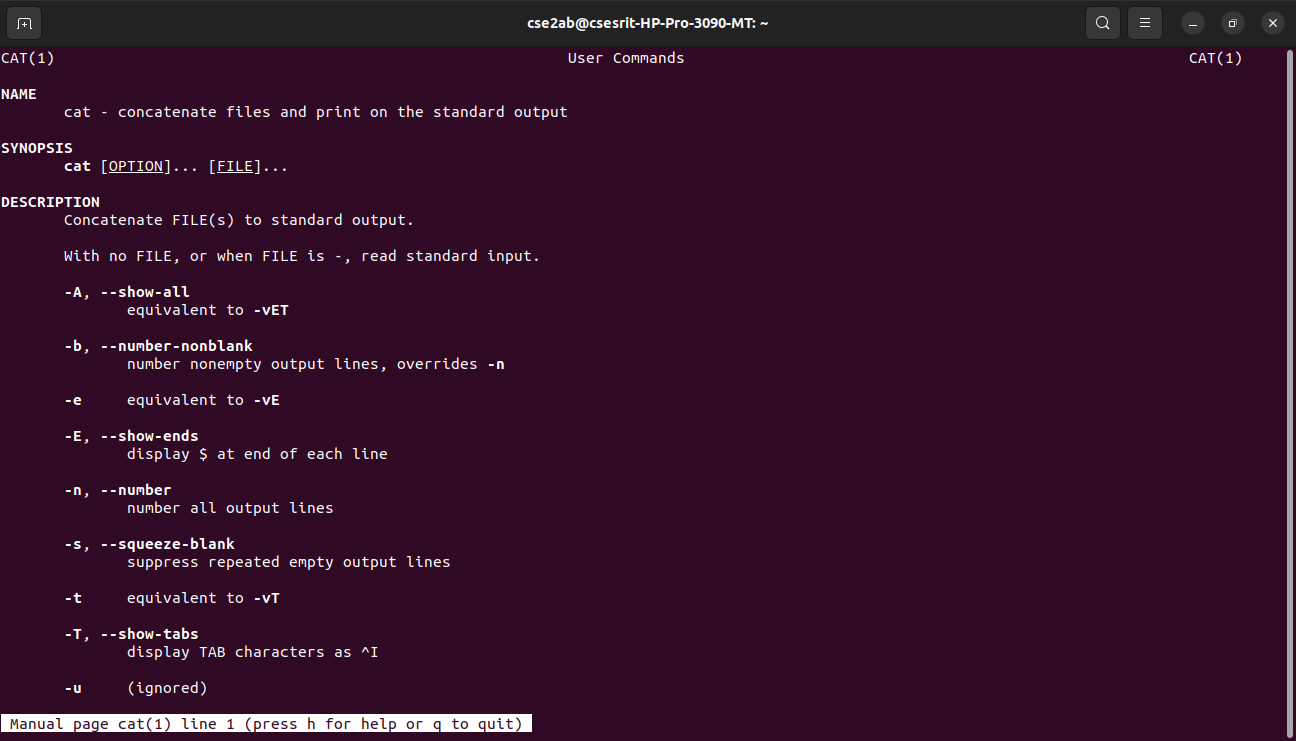 cse2ab@csesrit-HP-Pro-3090-MT: ~
CAT(1) User Commands CAT(1)
NAME
cat - concatenate files and print on the standard output
SYNOPSIS
cat [OPTION]... [FILE]...
DESCRIPTION
Concatenate FILE(s) to standard output.
With no FILE, or when FILE is -, read standard input.
-A, --show-all
equivalent to -vET
-b, --number-nonblank
number nonempty output lines, overrides -n
-e equivalent to -vE
-E, --show-ends
display $ at end of each line
-n, --number
number all output lines
-s, --squeeze-blank
suppress repeated empty output lines
-t equivalent to -vT
-T, --show-tabs
display TAB characters as ^I
-u (ignored)
Manual page cat(1) line 1 (press h for help or q to quit)